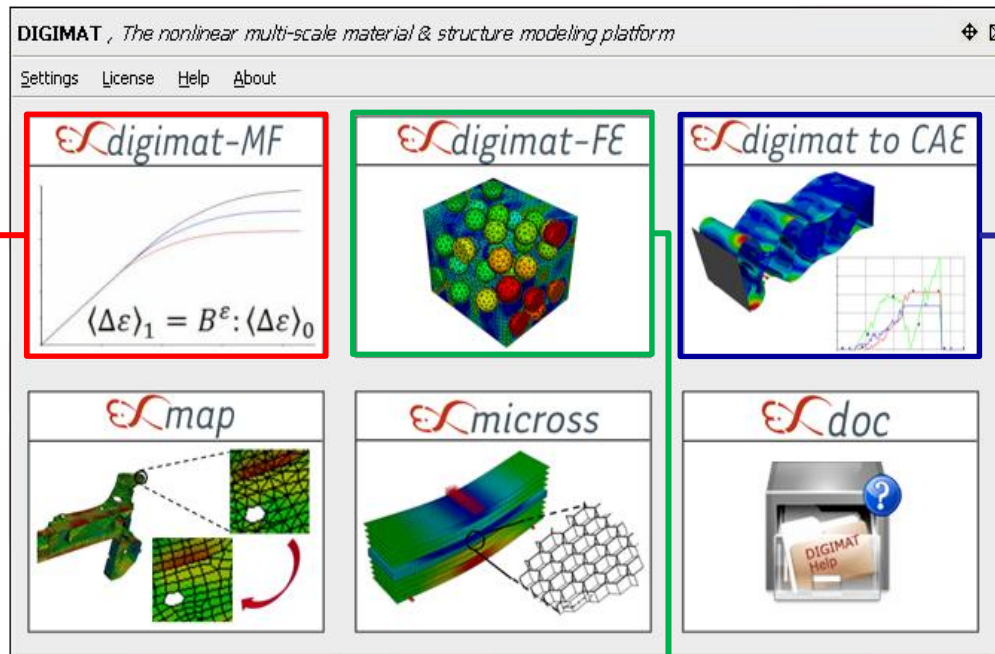 DIGIMAT , The nonlinear multi-scale material & structure modeling platform
Settings License Help About
digimat-MF
digimat-FE
digimat to CAE
⟨Δε⟩₁ = Bᵋ:⟨Δε⟩₀
map
micross
doc
?
DIGIMAT
Help